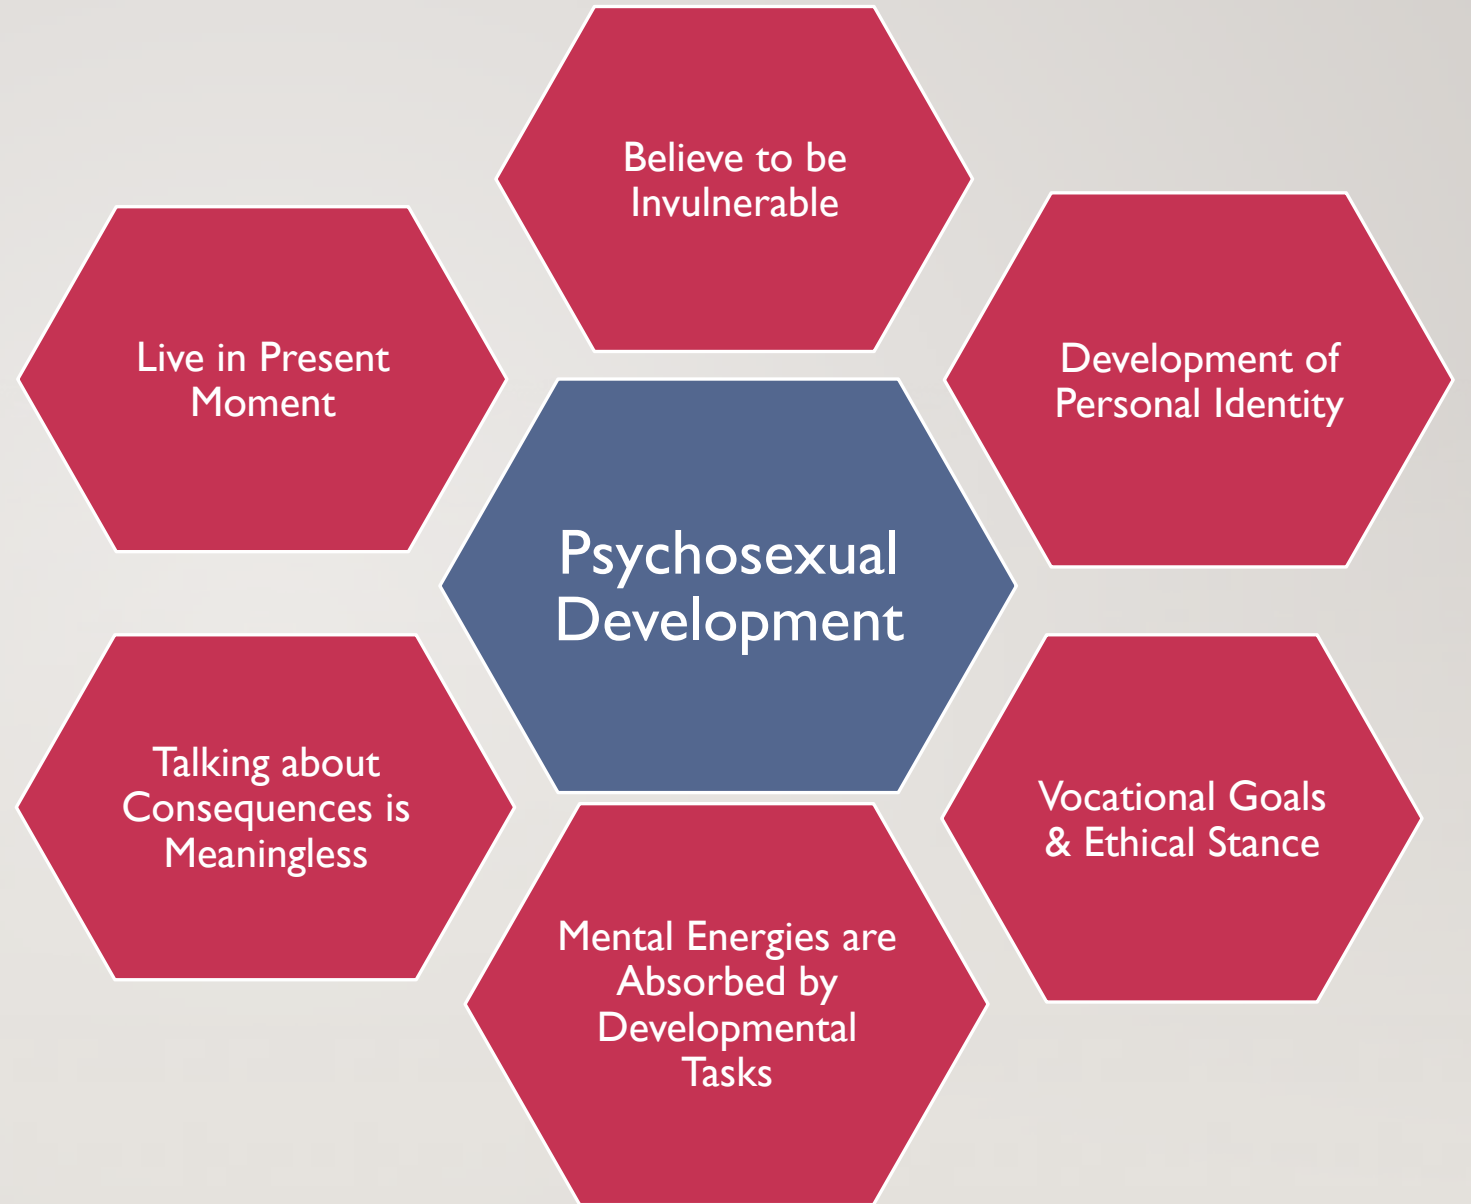 Believe to be
Invulnerable
Live in Present
Moment
Development of
Personal Identity
Psychosexual
Development
Talking about
Consequences is
Meaningless
Vocational Goals
& Ethical Stance
Mental Energies are
Absorbed by
Developmental
Tasks